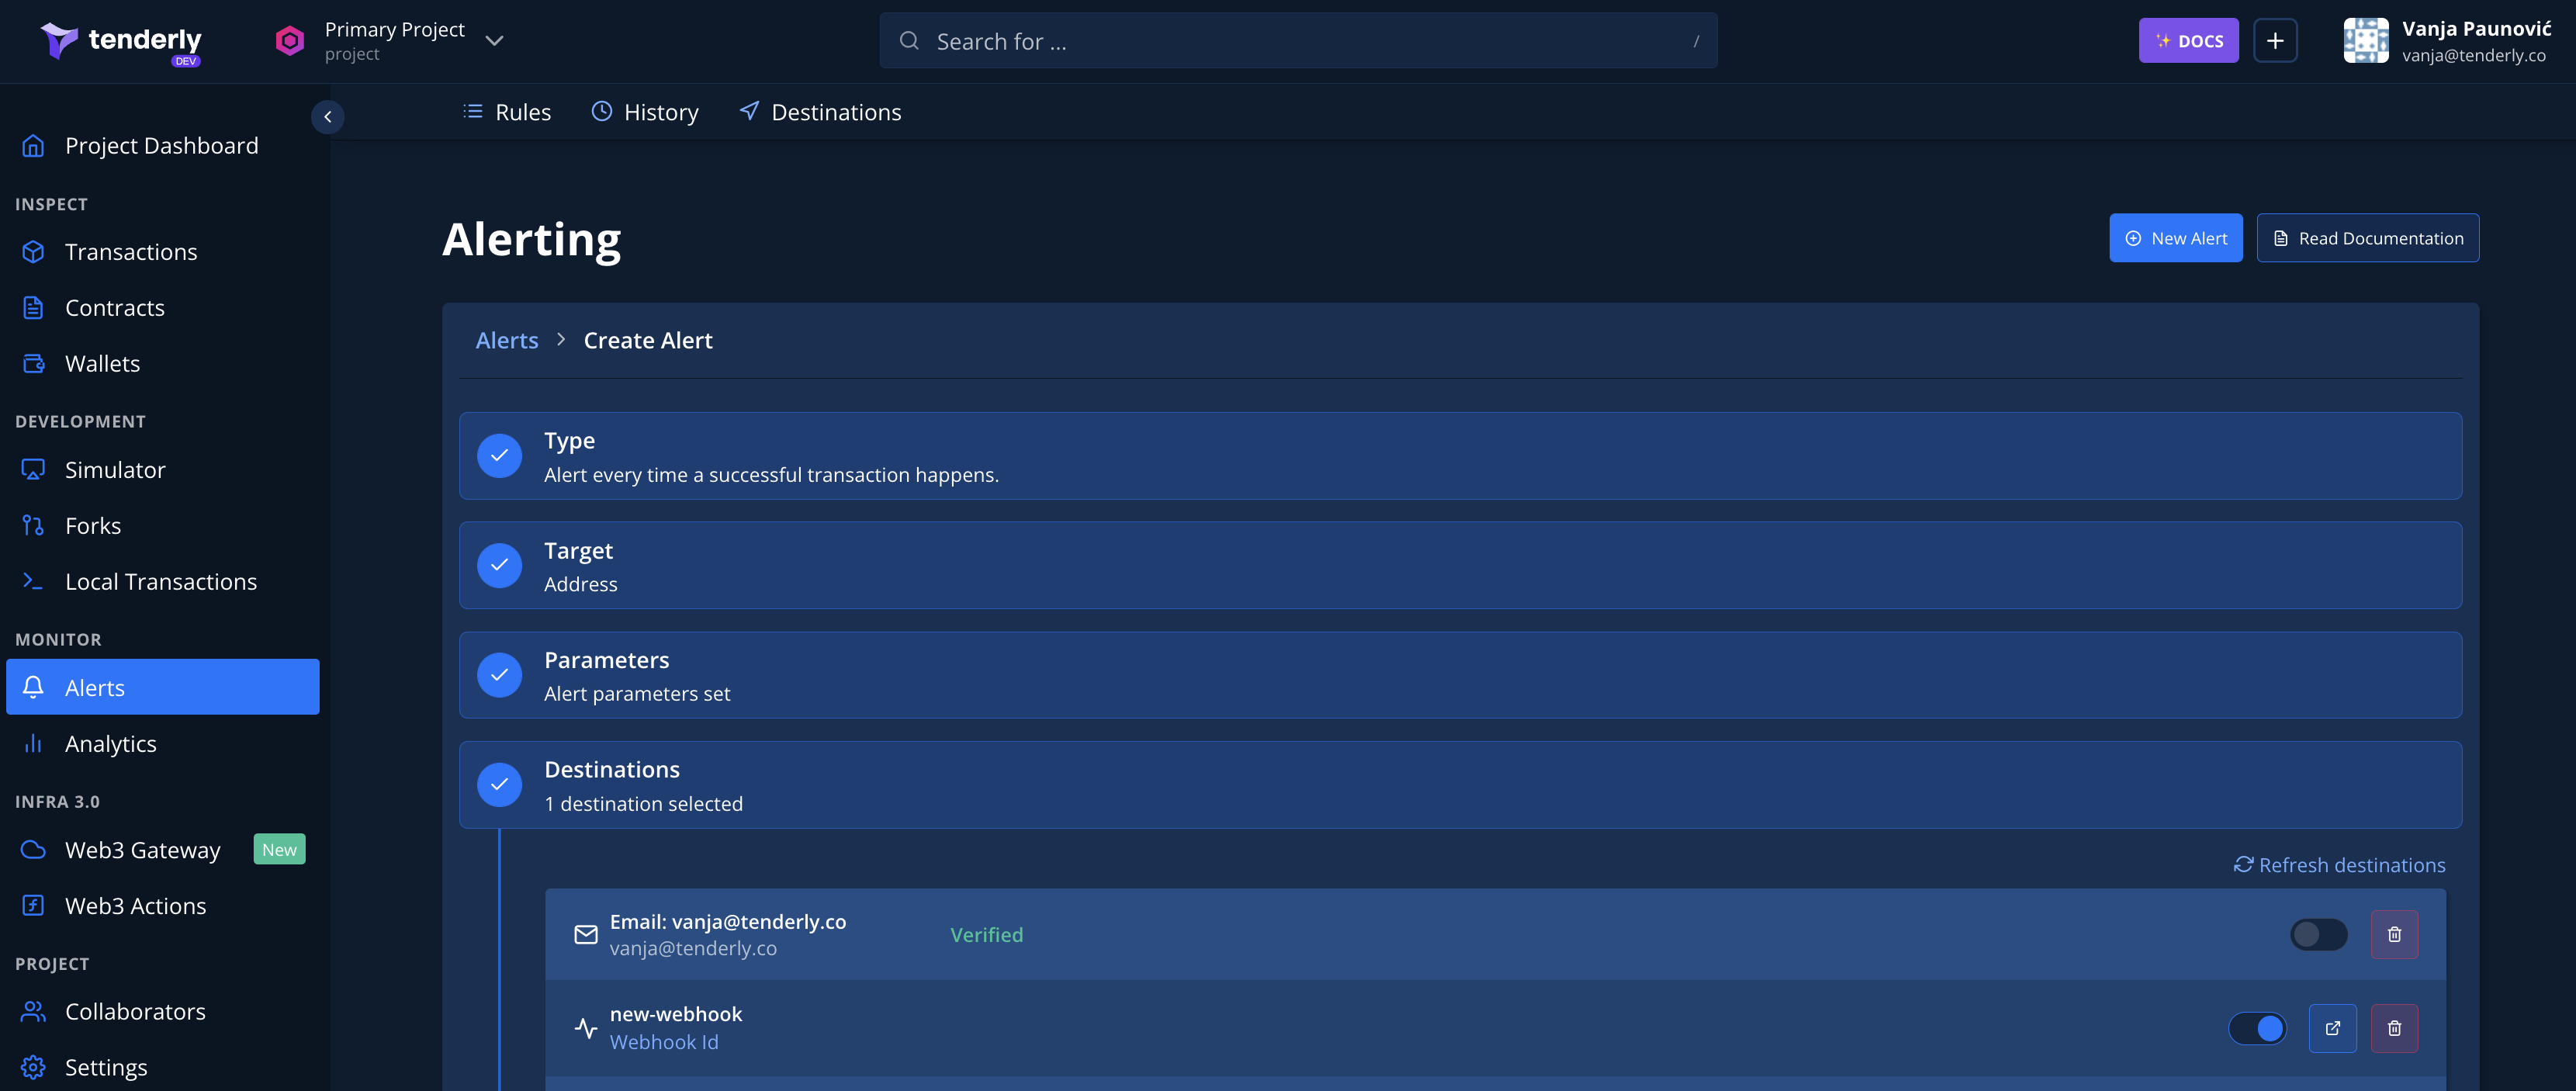 tenderly
DEV
Primary Project
project
Search for ...
/
DOCS
Vanja Paunović
vanja@tenderly.co
Rules
History
Destinations
Project Dashboard
INSPECT
Transactions
Contracts
Wallets
DEVELOPMENT
Simulator
Forks
Local Transactions
MONITOR
Alerts
Analytics
INFRA 3.0
Web3 Gateway
New
Web3 Actions
PROJECT
Collaborators
Settings
Alerting
New Alert
Read Documentation
Alerts > Create Alert
Type
Alert every time a successful transaction happens.
Target
Address
Parameters
Alert parameters set
Destinations
1 destination selected
Refresh destinations
Email: vanja@tenderly.co
vanja@tenderly.co
Verified
new-webhook
Webhook Id